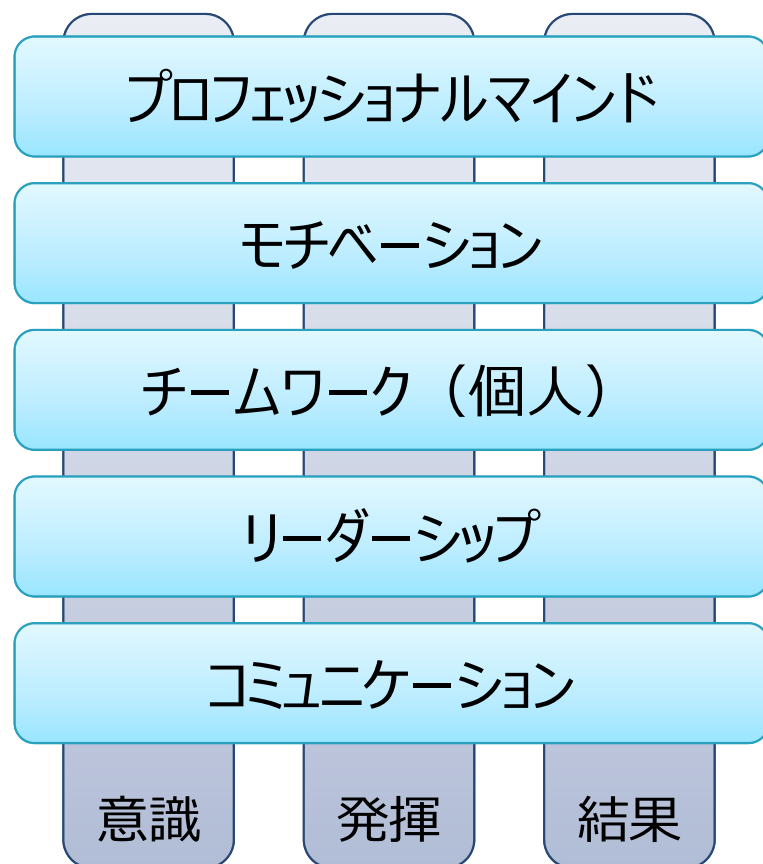 プロフェッショナルマインド
モチベーション
チームワーク（個人）
リーダーシップ
コミュニケーション
意識 発揮 結果